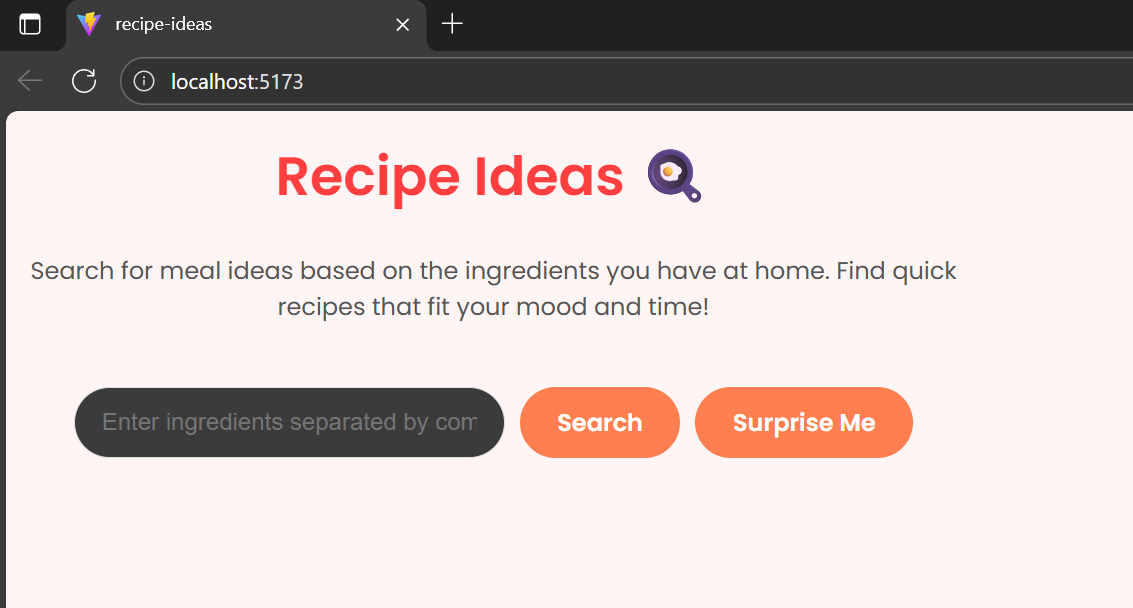 recipe-ideas
localhost:5173
Recipe Ideas
Search for meal ideas based on the ingredients you have at home. Find quick
recipes that fit your mood and time!
Enter ingredients separated by com
Search
Surprise Me